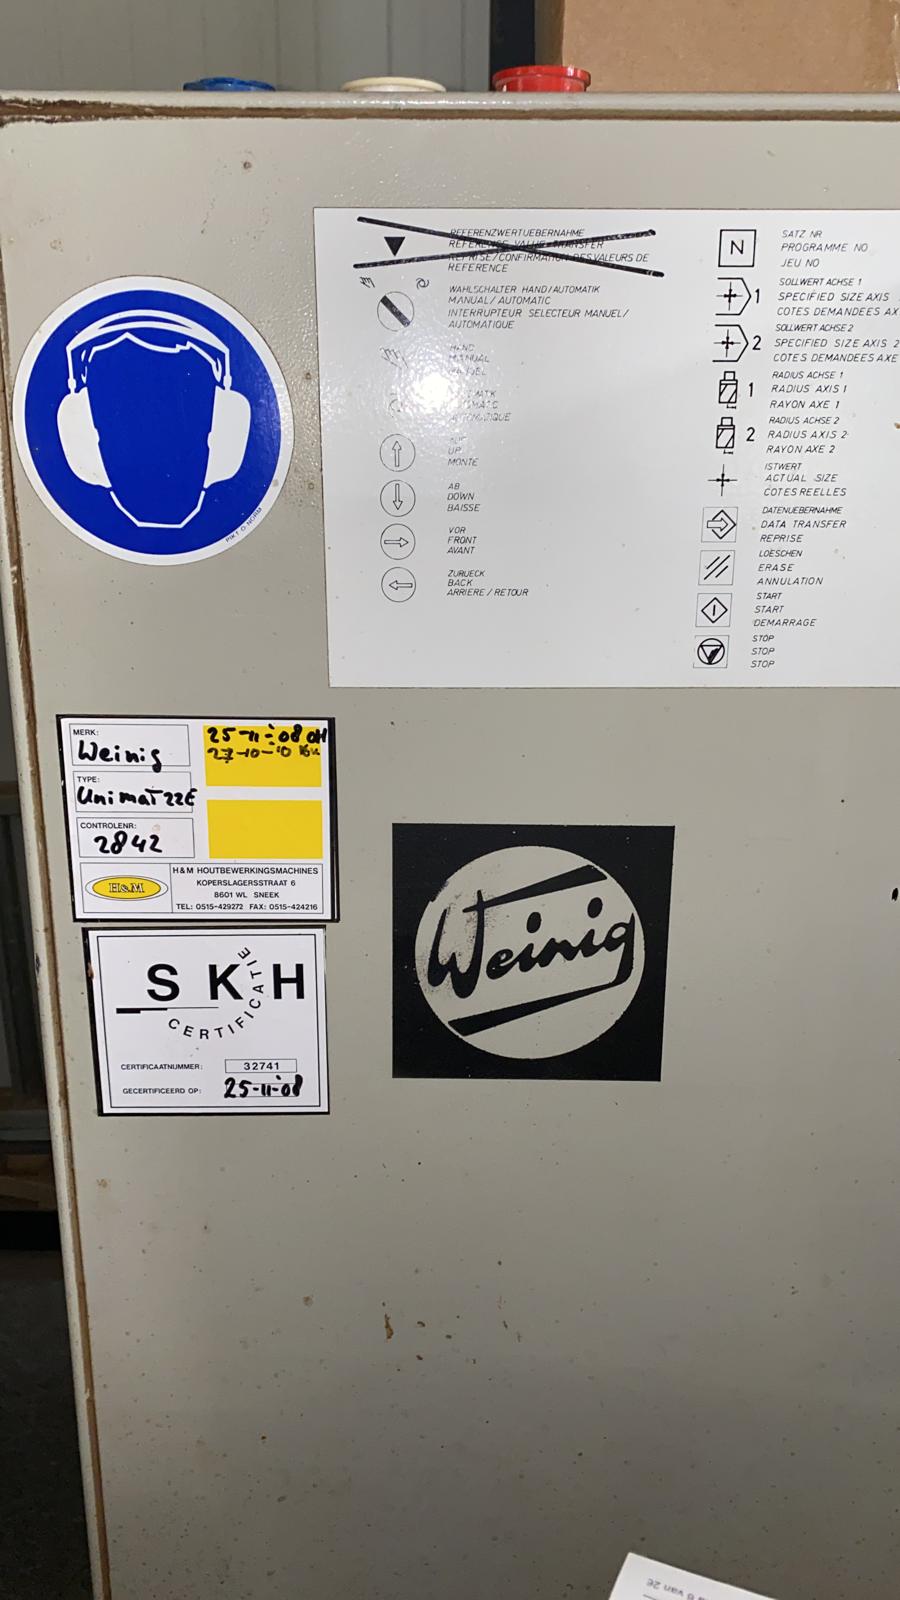 REFERENZWERTUEBERNAHME
REFERENCE VALUE TRANSFER
REPRISE/CONFIRMATION DES VALEURS DE
REFERENCE
WAHLSCHALTER HAND/AUTOMATIK
MANUAL/AUTOMATIC
INTERRUPTEUR SELECTEUR MANUEL/
AUTOMATIQUE
HAND
MANUAL
AUF
UP
MONTE
AB
DOWN
BAISSE
VOR
FRONT
AVANT
ZURUECK
BACK
ARRIERE / RETOUR
N
SATZ NR
PROGRAMME NO
JEU NO
1
SOLLWERT ACHSE 1
SPECIFIED SIZE AXIS
COTES DEMANDEES AX
2
SOLLWERT ACHSE 2
SPECIFIED SIZE AXIS 2
COTES DEMANDEES AXE
1
RADIUS ACHSE 1
RADIUS AXIS 1
RAYON AXE 1
2
RADIUS ACHSE 2
RADIUS AXIS 2
RAYON AXE 2
ISTWERT
ACTUAL SIZE
COTES REELLES
DATENUEBERNAHME
DATA TRANSFER
REPRISE
LOESCHEN
ERASE
ANNULATION
START
START
DEMARRAGE
STOP
STOP
STOP
PIKT-O-NORM
MERK:
Weinig
TYPE:
Unimat 22E
CONTROLENR:
2842
25-11-08 OH
27-10-10
H&M
H&M HOUTBEWERKINGSMACHINES
KOPERSLAGERSSTRAAT 6
8601 WL SNEEK
TEL: 0515-429272 FAX: 0515-424216
SKH
CERTIFICATIE
CERTIFICAATNUMMER: 32741
GECERTIFICEERD OP: 25-11-08
Weinig
6 van 2E